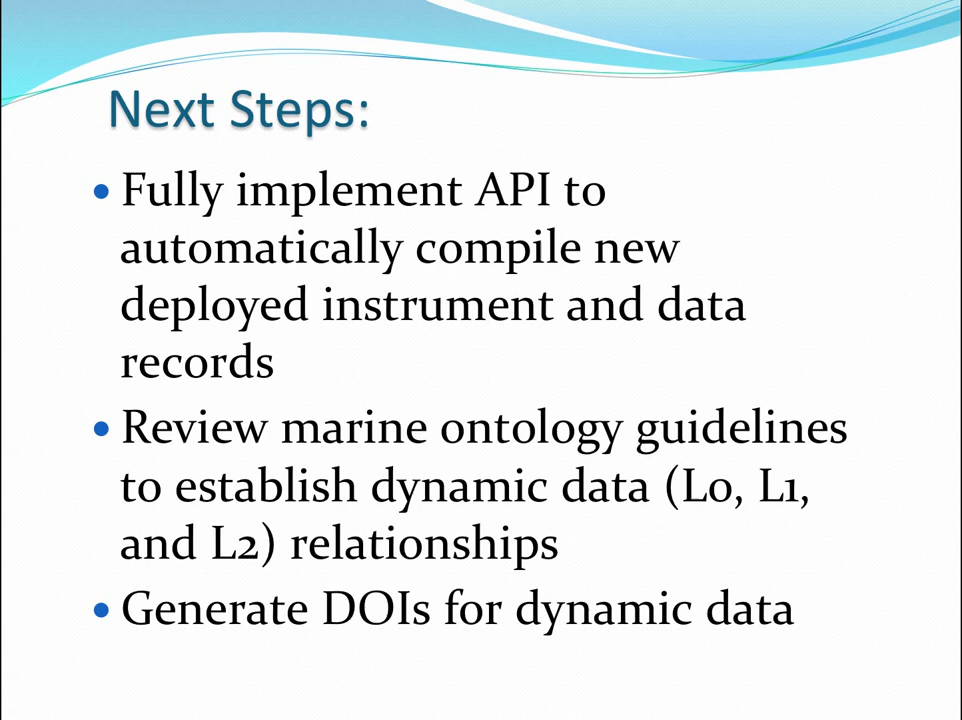 Next Steps:
• Fully implement API to
automatically compile new
deployed instrument and data
records
• Review marine ontology guidelines
to establish dynamic data (L0, L1,
and L2) relationships
• Generate DOIs for dynamic data